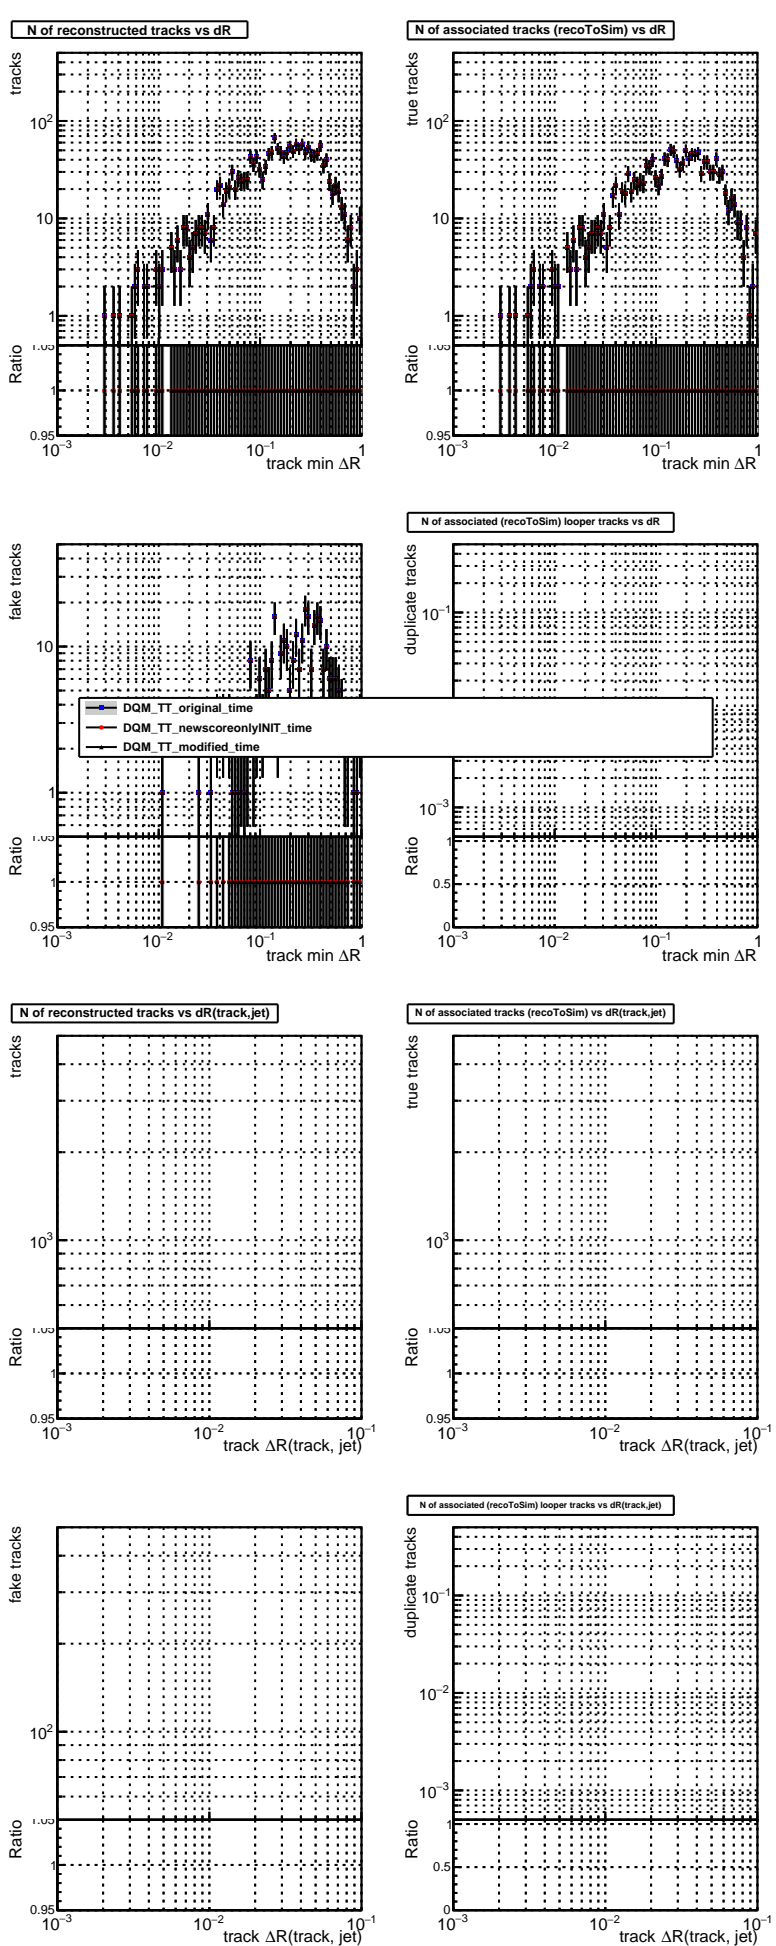 N of reconstructed tracks vs dR
tracks
10²
10
1
1.05
Ratio
1
0.95
10⁻³
10⁻²
10⁻¹
1
track min ΔR
N of associated tracks (recoToSim) vs dR
true tracks
10²
10
1
1.05
Ratio
1
0.95
10⁻³
10⁻²
10⁻¹
1
track min ΔR
fake tracks
10
1
1.05
Ratio
1
0.95
10⁻³
10⁻²
10⁻¹
1
track min ΔR
N of associated (recoToSim) looper tracks vs dR
duplicate tracks
10⁻¹
10⁻³
Ratio
1
0.5
0
10⁻³
10⁻²
10⁻¹
1
track min ΔR
DQM_TT_original_time
DQM_TT_newscoreonlyINIT_time
DQM_TT_modified_time
N of reconstructed tracks vs dR(track,jet)
tracks
10³
1.05
Ratio
1
0.95
10⁻³
10⁻²
10⁻¹
track ΔR(track, jet)
N of associated tracks (recoToSim) vs dR(track,jet)
true tracks
10³
1.05
Ratio
1
0.95
10⁻³
10⁻²
10⁻¹
track ΔR(track, jet)
fake tracks
10²
1.05
Ratio
1
0.95
10⁻³
10⁻²
10⁻¹
track ΔR(track, jet)
N of associated (recoToSim) looper tracks vs dR(track,jet)
duplicate tracks
10⁻¹
10⁻²
10⁻³
Ratio
1
0.5
0
10⁻³
10⁻²
10⁻¹
track ΔR(track, jet)